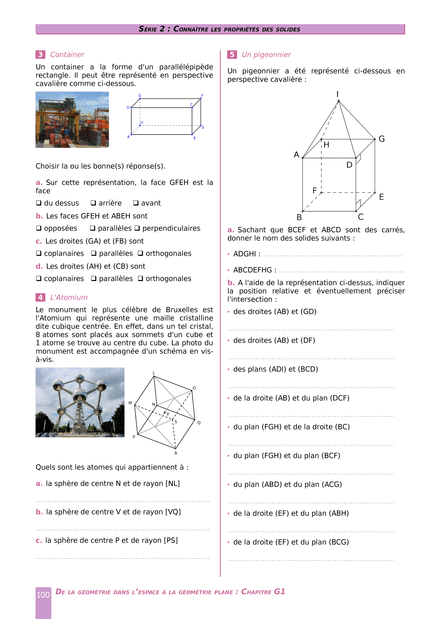 SÉRIE 2 : CONNAÎTRE LES PROPRIÉTÉS DES SOLIDES
3 Container
Un container a la forme d'un parallélépipède
rectangle. Il peut être représenté en perspective
cavalière comme ci-dessous.
Choisir la ou les bonne(s) réponse(s).
a. Sur cette représentation, la face GFEH est la
face
❑ du dessus ❑ arrière ❑ avant
b. Les faces GFEH et ABEH sont
❑ opposées ❑ parallèles ❑ perpendiculaires
c. Les droites (GA) et (FB) sont
❑ coplanaires ❑ parallèles ❑ orthogonales
d. Les droites (AH) et (CB) sont
❑ coplanaires ❑ parallèles ❑ orthogonales
4 L'Atomium
Le monument le plus célèbre de Bruxelles est
l'Atomium qui représente une maille cristalline
dite cubique centrée. En effet, dans un tel cristal,
8 atomes sont placés aux sommets d'un cube et
1 atome se trouve au centre du cube. La photo du
monument est accompagnée d'un schéma en vis-
à-vis.
L
O
M
N
S
Q
P
R
Quels sont les atomes qui appartiennent à :
a. la sphère de centre N et de rayon [NL]
b. la sphère de centre V et de rayon [VQ]
c. la sphère de centre P et de rayon [PS]
5 Un pigeonnier
Un pigeonnier a été représenté ci-dessous en
perspective cavalière :
I
H
G
A
D
F
E
B
C
a. Sachant que BCEF et ABCD sont des carrés,
donner le nom des solides suivants :
• ADGHI :
• ABCDEFHG :
b. A l'aide de la représentation ci-dessus, indiquer
la position relative et éventuellement préciser
l'intersection :
• des droites (AB) et (GD)
• des droites (AB) et (DF)
• des plans (ADI) et (BCD)
• de la droite (AB) et du plan (DCF)
• du plan (FGH) et de la droite (BC)
• du plan (FGH) et du plan (BCF)
• du plan (ABD) et du plan (ACG)
• de la droite (EF) et du plan (ABH)
• de la droite (EF) et du plan (BCG)
100 DE LA GÉOMÉTRIE DANS L'ESPACE À LA GÉOMÉTRIE PLANE : CHAPITRE G1